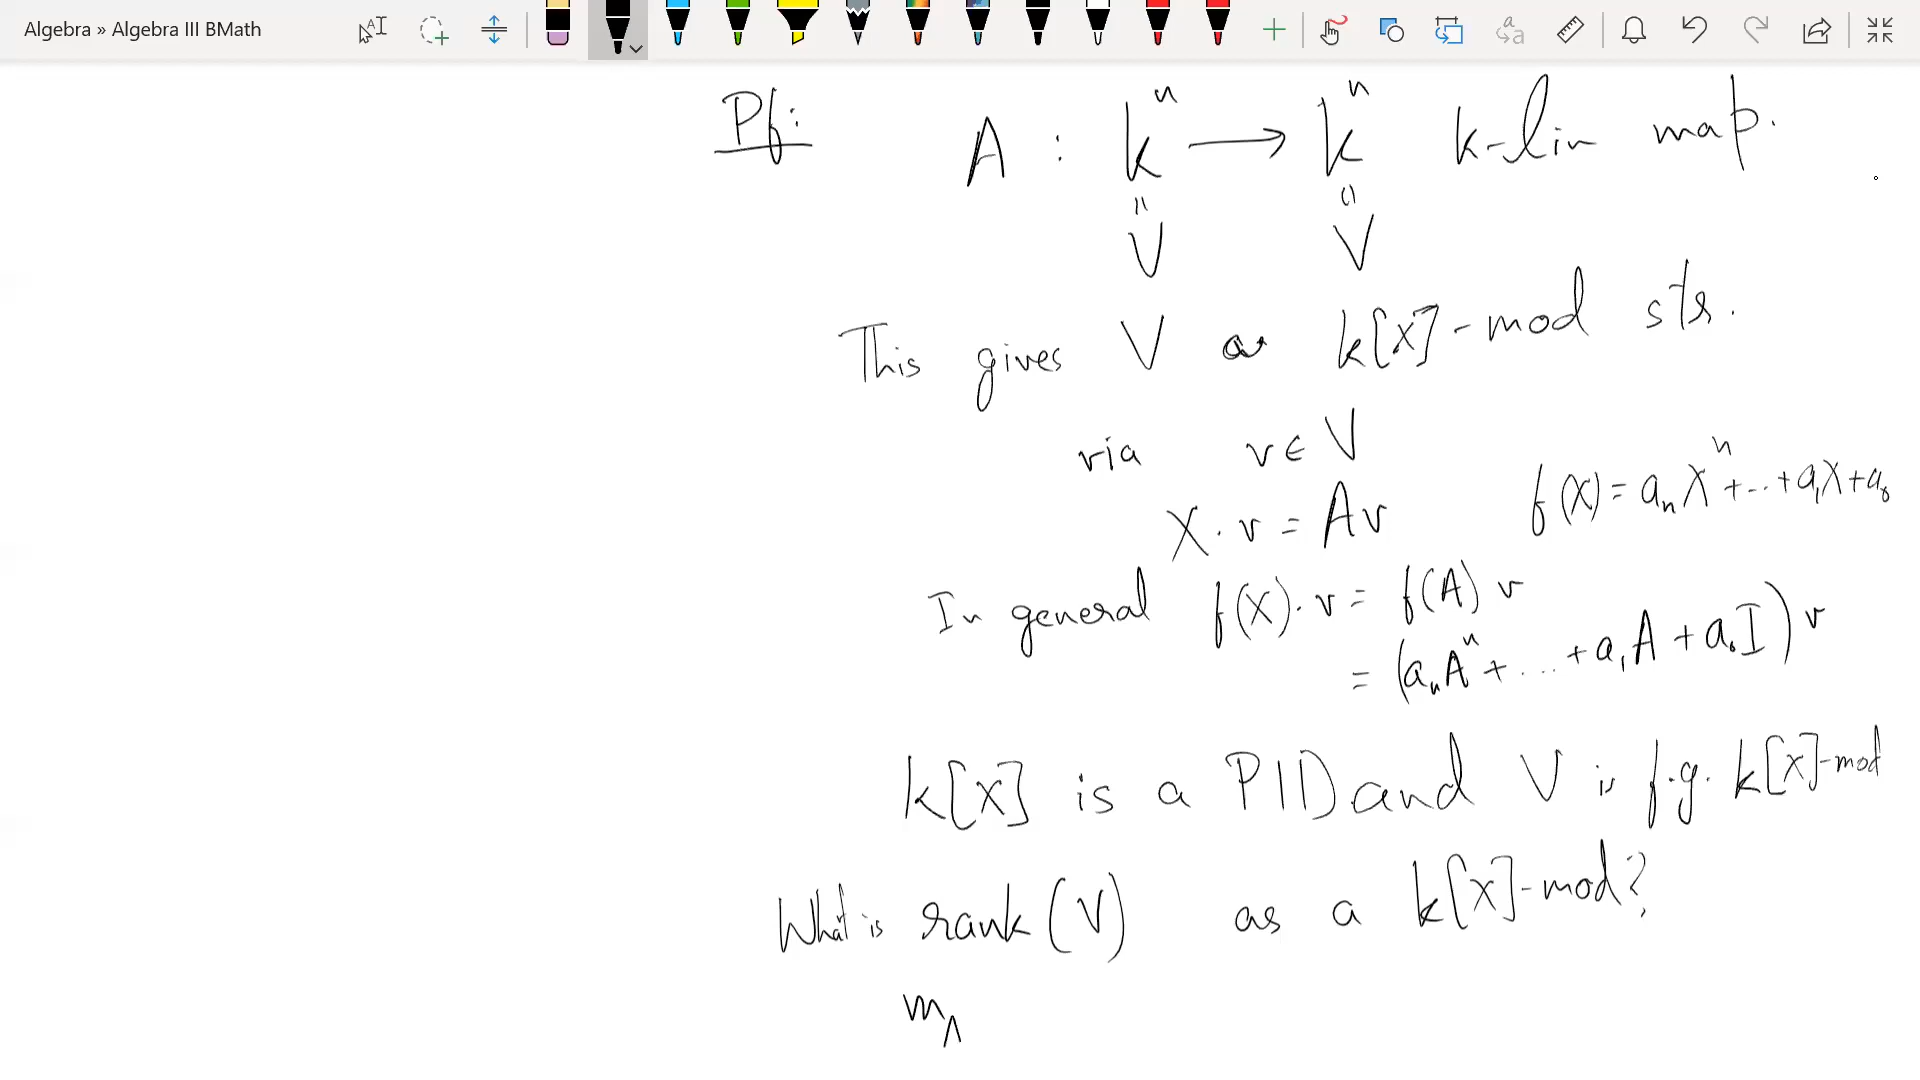 Algebra » Algebra III BMath
Pf: A : k^n → k^n k-lin map.
= =
V V
This gives V a k[X]-mod str.
via v ∈ V
X · v = Av f(X) = a_n X^n + ... + a_1 X + a_0
In general f(X) · v = f(A) v
= (a_n A^n + ... + a_1 A + a_0 I) v
k[X] is a PID and V is f.g. k[X]-mod
What is rank(V) as a k[X]-mod?
m